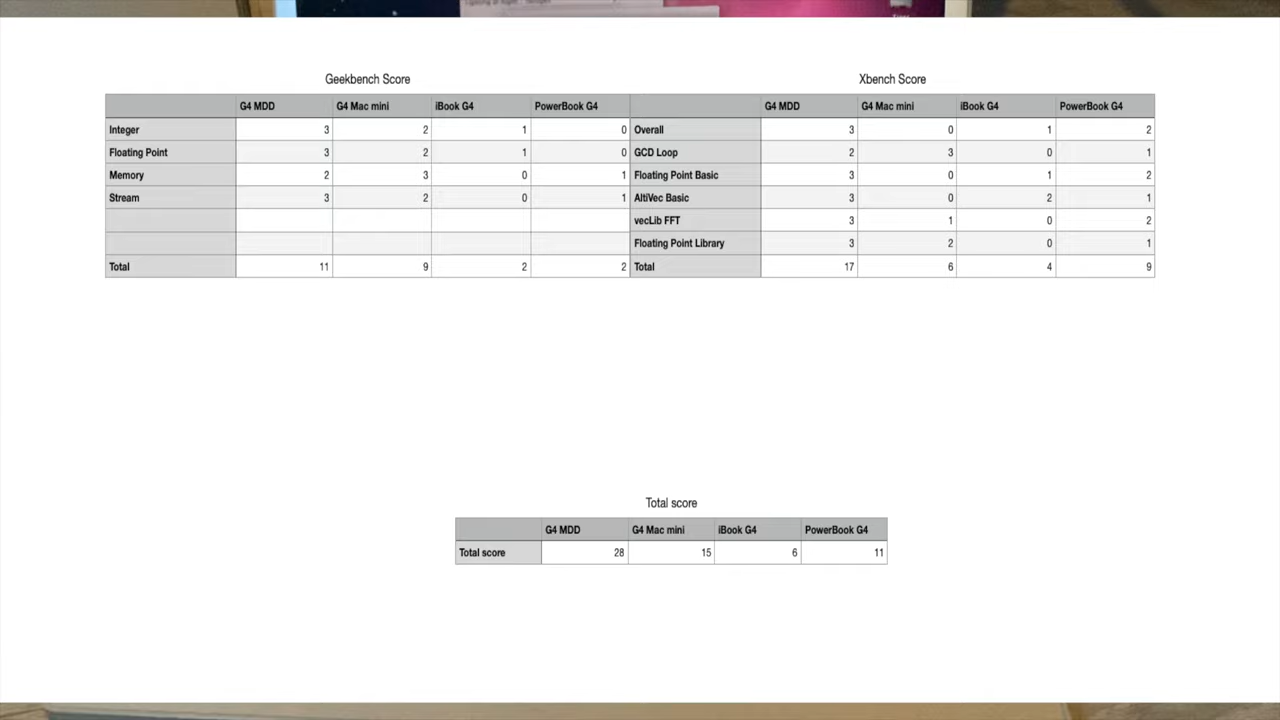 Geekbench Score
G4 MDD G4 Mac mini iBook G4 PowerBook G4
Integer 3 2 1 0
Floating Point 3 2 1 0
Memory 2 3 0 1
Stream 3 2 0 1
Total 11 9 2 2
Xbench Score
G4 MDD G4 Mac mini iBook G4 PowerBook G4
Overall 3 0 1 2
GCD Loop 2 3 0 1
Floating Point Basic 3 0 1 2
AltiVec Basic 3 0 2 1
vecLib FFT 3 1 0 2
Floating Point Library 3 2 0 1
Total 17 6 4 9
Total score
G4 MDD G4 Mac mini iBook G4 PowerBook G4
Total score 28 15 6 11